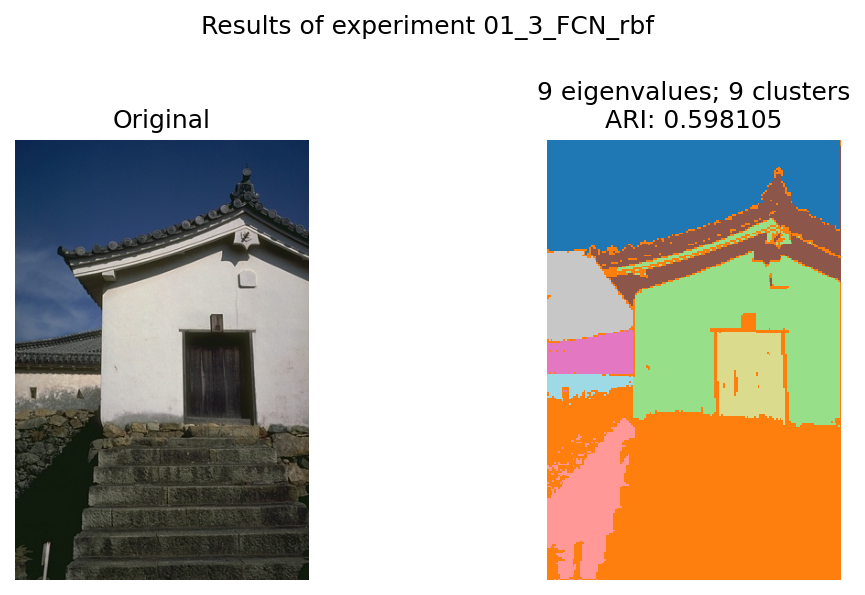 Results of experiment 01_3_FCN_rbf
Original
9 eigenvalues; 9 clusters
ARI: 0.598105